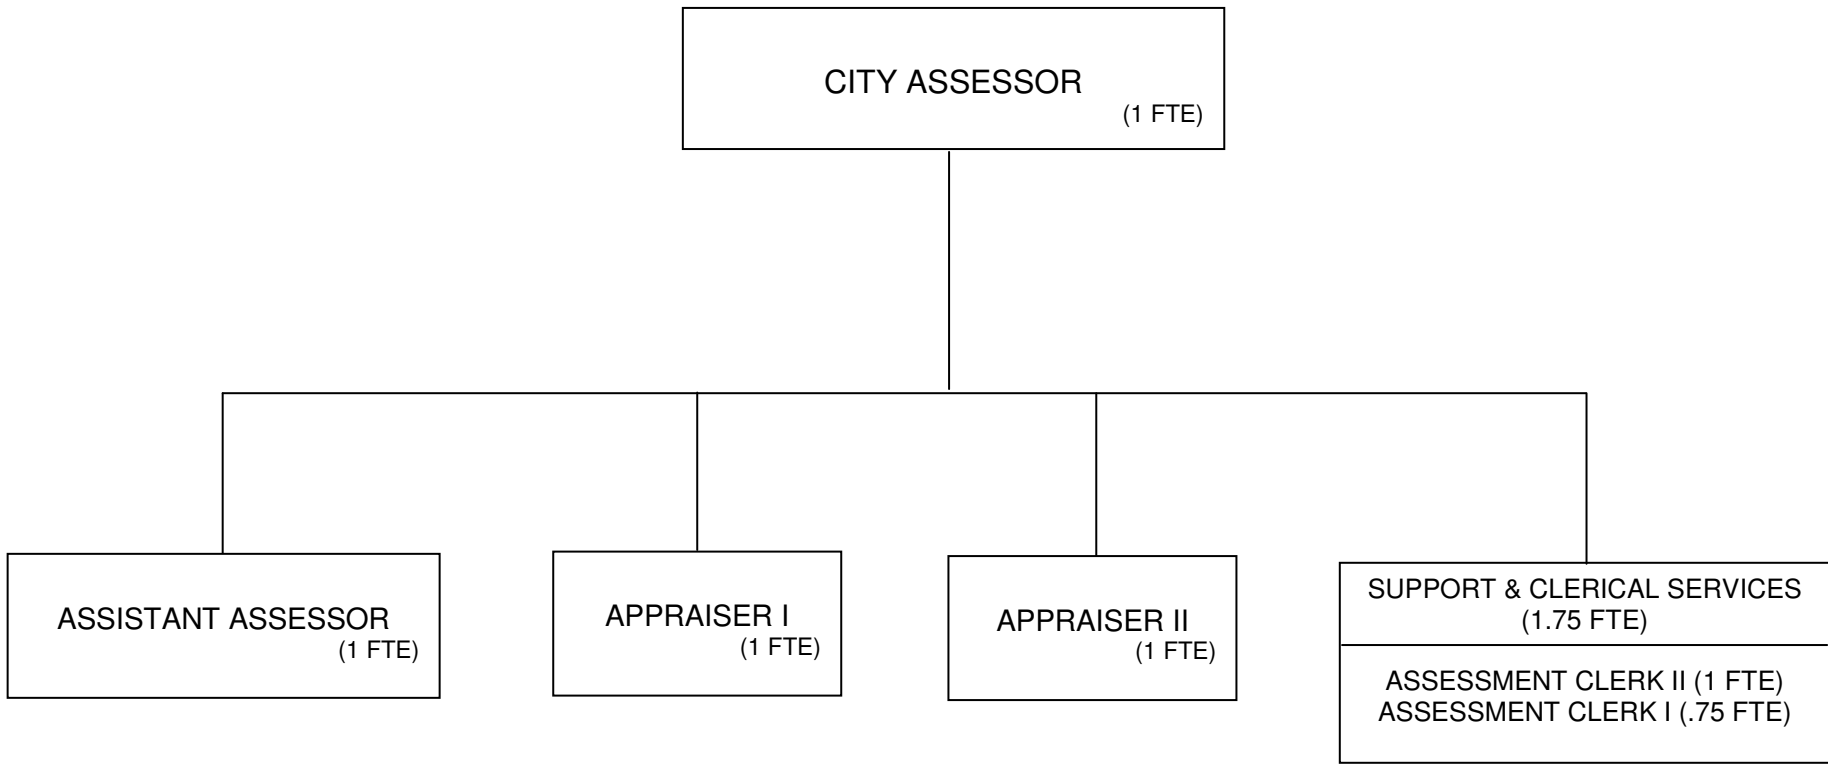 CITY ASSESSOR
(1 FTE)
ASSISTANT ASSESSOR
(1 FTE)
APPRAISER I
(1 FTE)
APPRAISER II
(1 FTE)
SUPPORT & CLERICAL SERVICES
(1.75 FTE)
ASSESSMENT CLERK II (1 FTE)
ASSESSMENT CLERK I (.75 FTE)